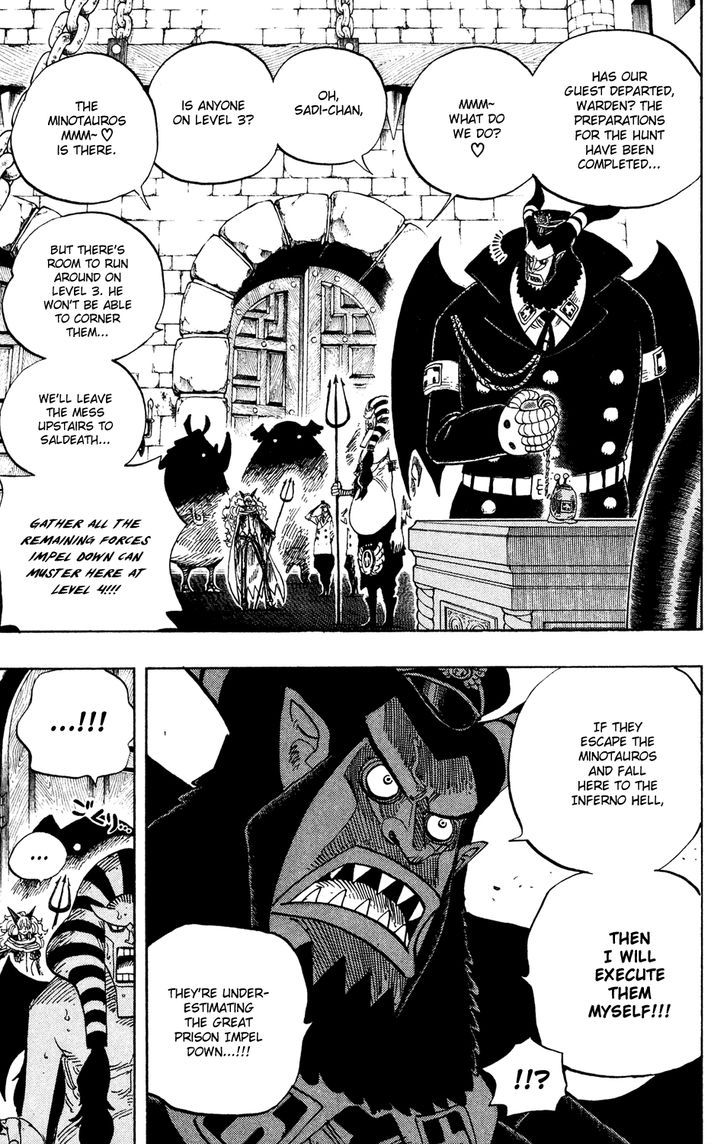 HAS OUR
GUEST DEPARTED,
WARDEN? THE
PREPARATIONS
FOR THE HUNT
HAVE BEEN
COMPLETED...
MMM~
WHAT DO
WE DO?
♡
OH,
SADI-CHAN,
IS ANYONE
ON LEVEL 3?
THE
MINOTAUROS
MMM~♡
IS THERE.
BUT THERE'S
ROOM TO RUN
AROUND ON
LEVEL 3. HE
WON'T BE ABLE
TO CORNER
THEM...
WE'LL LEAVE
THE MESS
UPSTAIRS TO
SALDEATH...
GATHER ALL THE
REMAINING FORCES
IMPEL DOWN CAN
MUSTER HERE AT
LEVEL 4!!!
IF THEY
ESCAPE THE
MINOTAUROS
AND FALL
HERE TO THE
INFERNO HELL,
THEN
I WILL
EXECUTE
THEM
MYSELF!!!
THEY'RE UNDER-
ESTIMATING
THE GREAT
PRISON IMPEL
DOWN...!!!
!!?
...!!!
ごくり...
...